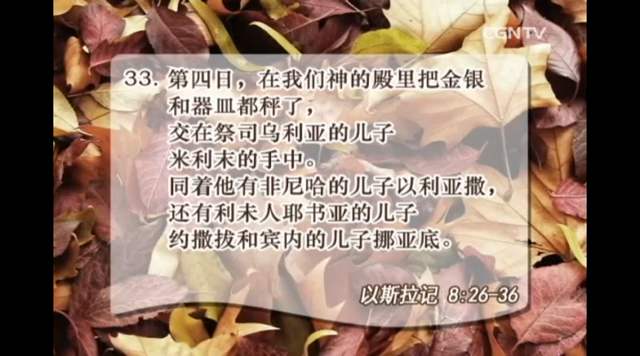 CGNTV
33. 第四日，在我们神的殿里把金银
和器皿都秤了，
交在祭司乌利亚的儿子
米利末的手中。
同着他有非尼哈的儿子以利亚撒，
还有利未人耶书亚的儿子
约撒拔和宾内的儿子挪亚底。
以斯拉记 8:26-36